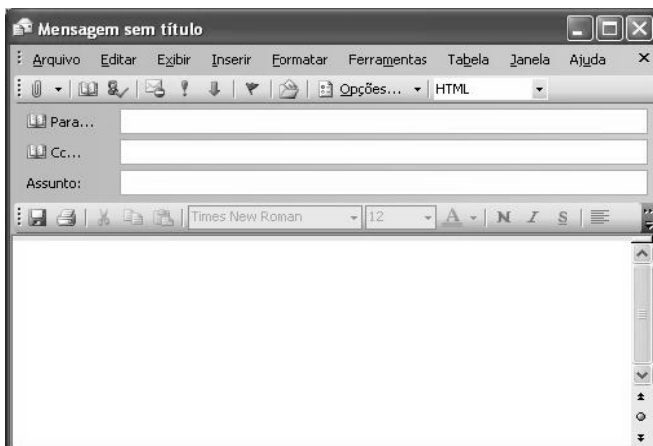 Mensagem sem título
Arquivo Editar Exibir Inserir Formatar Ferramentas Tabela Janela Ajuda
Opções... HTML
Para...
Cc...
Assunto:
Times New Roman 12 A N I S